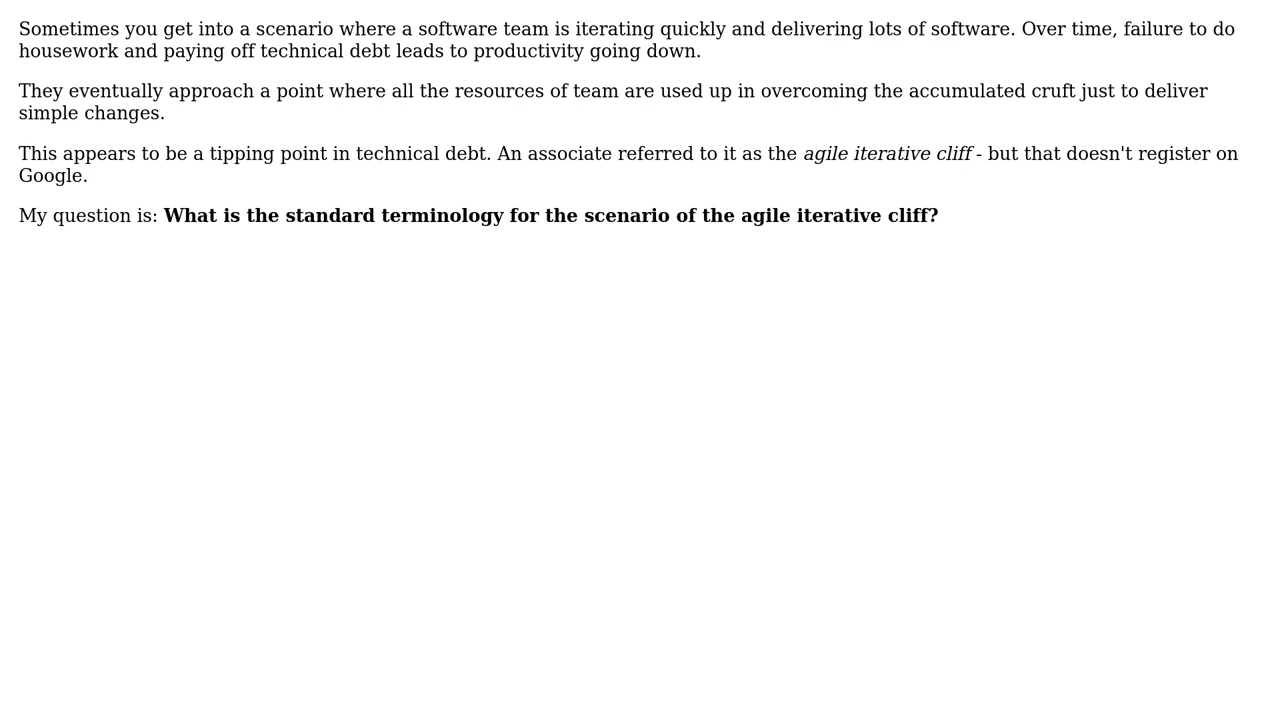 Sometimes you get into a scenario where a software team is iterating quickly and delivering lots of software. Over time, failure to do
housework and paying off technical debt leads to productivity going down.
They eventually approach a point where all the resources of team are used up in overcoming the accumulated cruft just to deliver
simple changes.
This appears to be a tipping point in technical debt. An associate referred to it as the agile iterative cliff - but that doesn't register on
Google.
My question is: What is the standard terminology for the scenario of the agile iterative cliff?